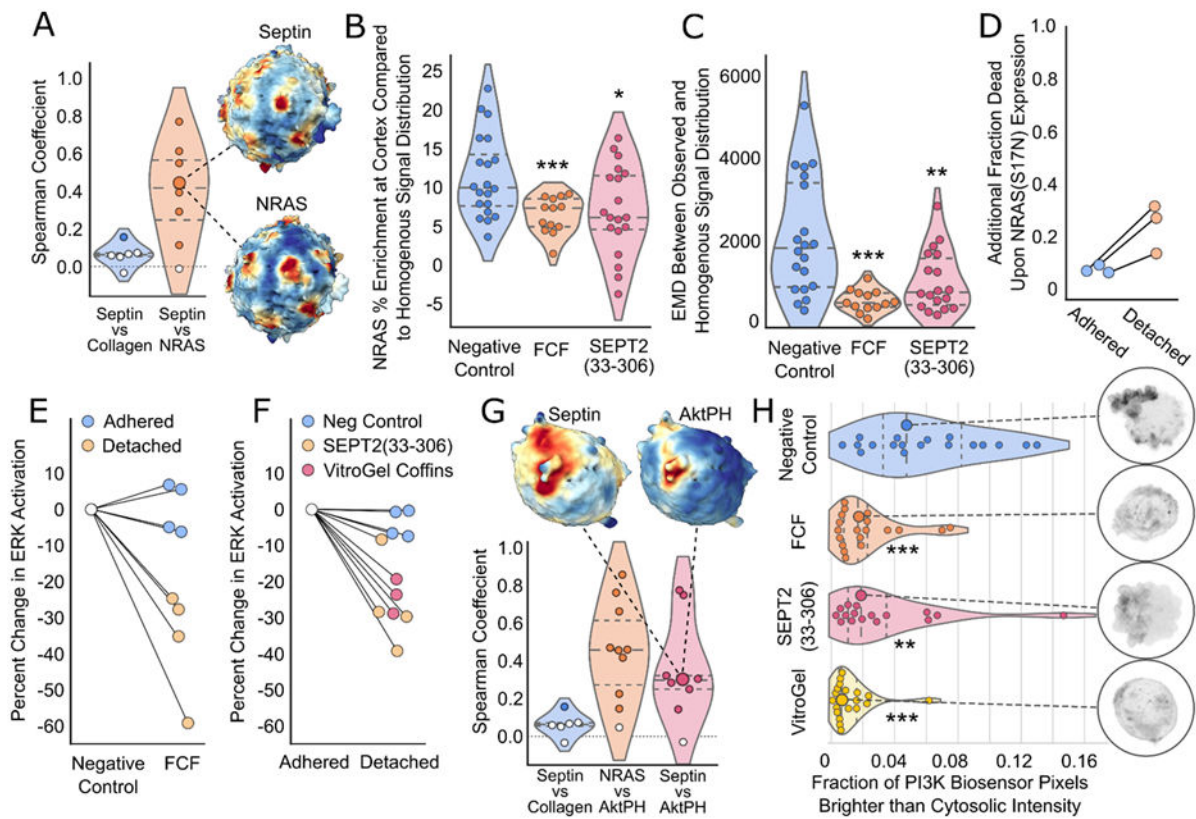 A
Septin
NRAS
Spearman Coeffecient
1.0
0.8
0.6
0.4
0.2
0.0
Septin
vs
Collagen
Septin
vs
NRAS
B
NRAS % Enrichment at Cortex Compared
to Homogenous Signal Distribution
25
20
15
10
5
0
-5
***
*
Negative
Control
FCF
SEPT2
(33-306)
C
EMD Between Observed and
Homogenous Signal Distribution
6000
4000
2000
0
***
**
Negative
Control
FCF
SEPT2
(33-306)
D
Additional Fraction Dead
Upon NRAS(S17N) Expression
1.0
0.8
0.6
0.4
0.2
0
Adhered
Detached
E
Adhered
Detached
Percent Change in ERK Activation
10
0
-10
-20
-30
-40
-50
-60
Negative
Control
FCF
F
Neg Control
SEPT2(33-306)
VitroGel Coffins
Percent Change in ERK Activation
10
0
-10
-20
-30
-40
-50
-60
Adhered
Detached
G
Septin
AktPH
Spearman Coeffecient
1.0
0.8
0.6
0.4
0.2
0.0
Septin
vs
Collagen
NRAS
vs
AktPH
Septin
vs
AktPH
H
Negative
Control
FCF
SEPT2
(33-306)
VitroGel
***
**
***
0
0.04
0.08
0.12
0.16
Fraction of PI3K Biosensor Pixels
Brighter than Cytosolic Intensity